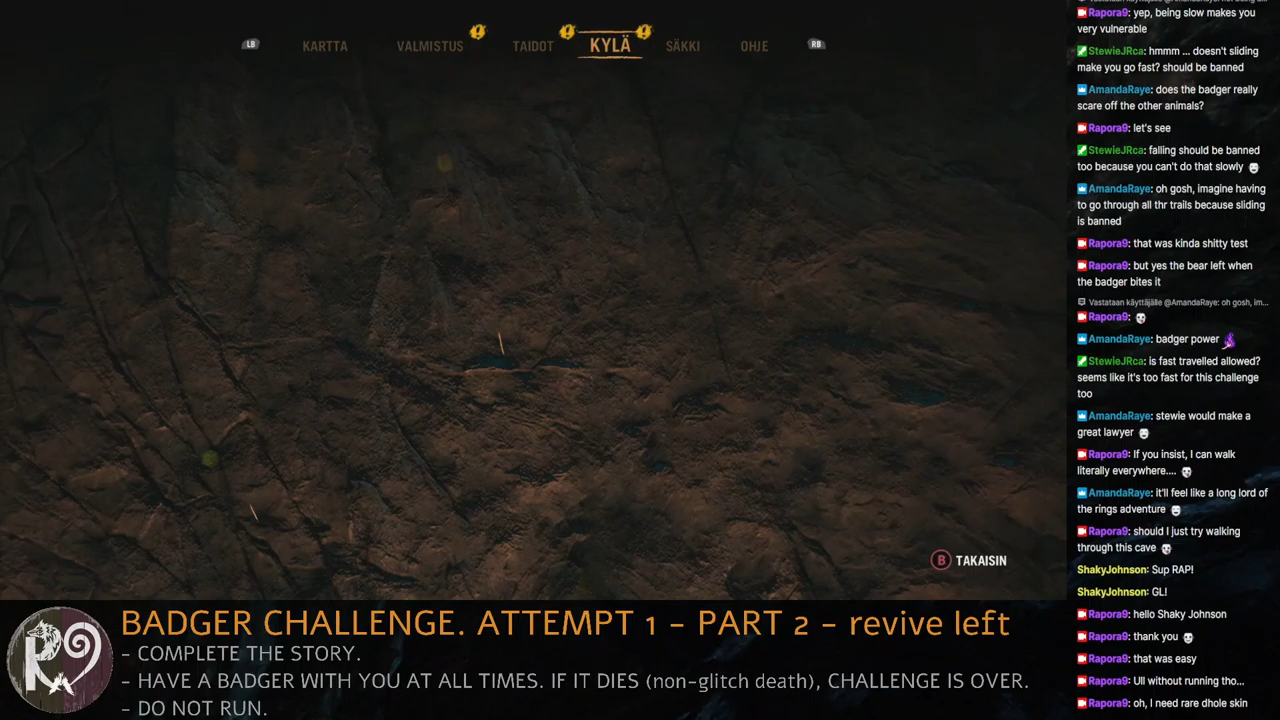 LB KARTTA VALMISTUS TAIDOT KYLÄ SÄKKI OHJE RB
B TAKAISIN
BADGER CHALLENGE. ATTEMPT 1 - PART 2 - revive left
- COMPLETE THE STORY.
- HAVE A BADGER WITH YOU AT ALL TIMES. IF IT DIES (non-glitch death), CHALLENGE IS OVER.
- DO NOT RUN.
R9
Rapora9: yep, being slow makes you
very vulnerable
StewieJRca: hmmm ... doesn't sliding
make you go fast? should be banned
AmandaRaye: does the badger really
scare off the other animals?
Rapora9: let's see
StewieJRca: falling should be banned
too because you can't do that slowly
AmandaRaye: oh gosh, imagine having
to go through all thr trails because sliding
is banned
Rapora9: that was kinda shitty test
Rapora9: but yes the bear left when
the badger bites it
Vastataan käyttäjälle @AmandaRaye: oh gosh, im...
Rapora9:
AmandaRaye: badger power
StewieJRca: is fast travelled allowed?
seems like it's too fast for this challenge
too
AmandaRaye: stewie would make a
great lawyer
Rapora9: If you insist, I can walk
literally everywhere....
AmandaRaye: it'll feel like a long lord of
the rings adventure
Rapora9: should I just try walking
through this cave
ShakyJohnson: Sup RAP!
ShakyJohnson: GL!
Rapora9: hello Shaky Johnson
Rapora9: thank you
Rapora9: that was easy
Rapora9: Ull without running tho...
Rapora9: oh, I need rare dhole skin